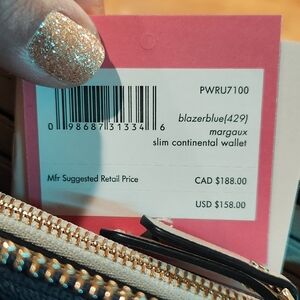 PWRU7100
blazerblue(429)
margaux
slim continental wallet
0 98687 31334 6
Mfr Suggested Retail Price CAD $188.00
USD $158.00